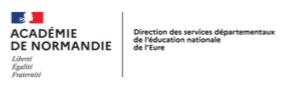 ACADÉMIE
DE NORMANDIE
Liberté
Égalité
Fraternité
Direction des services départementaux
de l'éducation nationale
de l'Eure